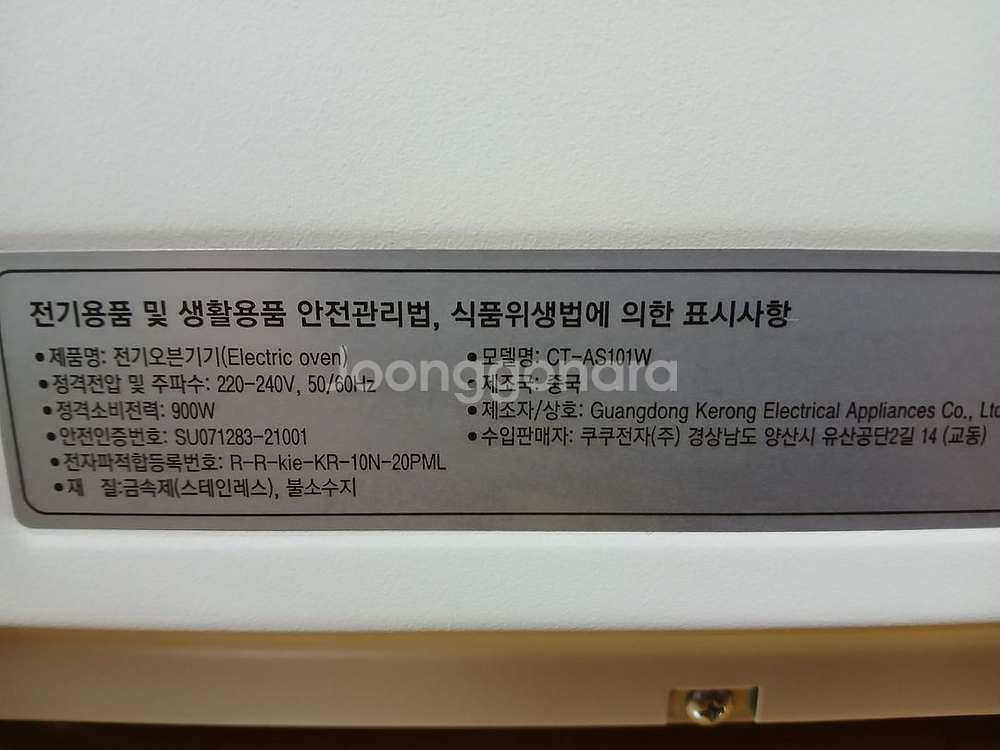 전기용품 및 생활용품 안전관리법, 식품위생법에 의한 표시사항
•제품명: 전기오븐기기(Electric oven)
•정격전압 및 주파수: 220-240V, 50/60Hz
•정격소비전력: 900W
•안전인증번호: SU071283-21001
•전자파적합등록번호: R-R-kie-KR-10N-20PML
•재 질:금속제(스테인레스), 불소수지
•모델명: CT-AS101W
•제조국: 중국
•제조자/상호: Guangdong Kerong Electrical Appliances Co., Ltd
•수입판매자: 쿠쿠전자(주) 경상남도 양산시 유산공단2길 14 (교동)
loonggohara